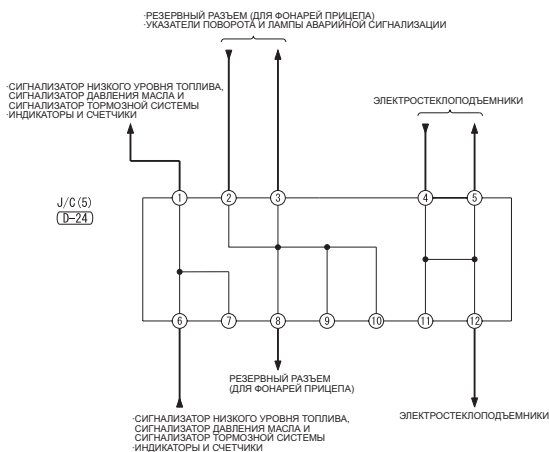 ·РЕЗЕРВНЫЙ РАЗЪЕМ (ДЛЯ ФОНАРЕЙ ПРИЦЕПА)
·УКАЗАТЕЛИ ПОВОРОТА И ЛАМПЫ АВАРИЙНОЙ СИГНАЛИЗАЦИИ
·СИГНАЛИЗАТОР НИЗКОГО УРОВНЯ ТОПЛИВА,
СИГНАЛИЗАТОР ДАВЛЕНИЯ МАСЛА И
СИГНАЛИЗАТОР ТОРМОЗНОЙ СИСТЕМЫ
·ИНДИКАТОРЫ И СЧЕТЧИКИ
ЭЛЕКТРОСТЕКЛОПОДЪЕМНИКИ
J/C(5)
D-24
1 2 3 4 5
6 7 8 9 10 11 12
РЕЗЕРВНЫЙ РАЗЪЕМ
(ДЛЯ ФОНАРЕЙ ПРИЦЕПА)
·СИГНАЛИЗАТОР НИЗКОГО УРОВНЯ ТОПЛИВА,
СИГНАЛИЗАТОР ДАВЛЕНИЯ МАСЛА И
СИГНАЛИЗАТОР ТОРМОЗНОЙ СИСТЕМЫ
·ИНДИКАТОРЫ И СЧЕТЧИКИ
ЭЛЕКТРОСТЕКЛОПОДЪЕМНИКИ